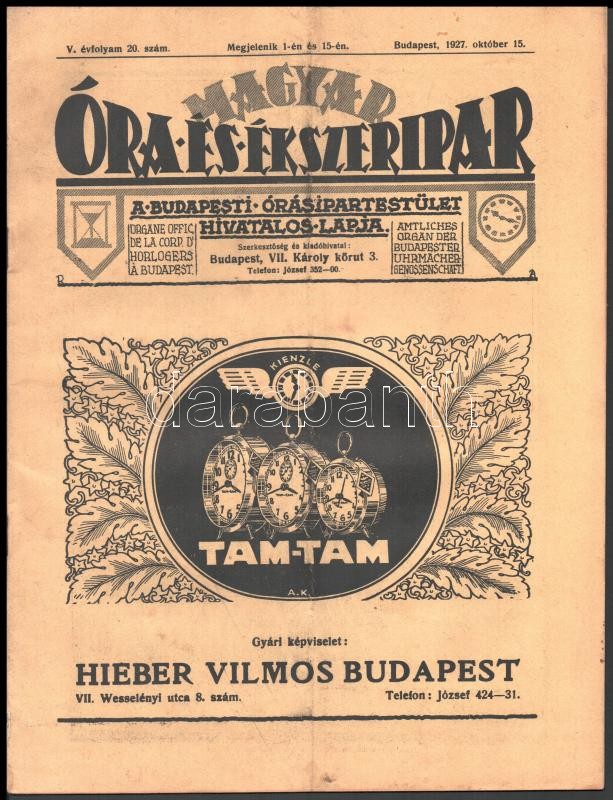 V. évfolyam 20. szám. Megjelenik 1-én és 15-én. Budapest, 1927. október 15.
MAGYAR
ÓRA-ÉS-ÉKSZERIPAR
A·BUDAPESTI·ÓRÁSIPARTESTÜLET
HIVATALOS·LAPJA.
ORGANE OFFIC.
DE LA CORP. D'
HORLOGERS
À BUDAPEST.
Szerkesztőség és kiadóhivatal:
Budapest, VII. Károly körut 3.
Telefon: József 352—00.
AMTLICHES
ORGAN DER
BUDAPESTER
UHRMACHER-
GENOSSENSCHAFT
R A
KIENZLE
darabanth
TAM-TAM
A.K.
Gyári képviselet:
HIEBER VILMOS BUDAPEST
VII. Wesselényi utca 8. szám. Telefon: József 424—31.